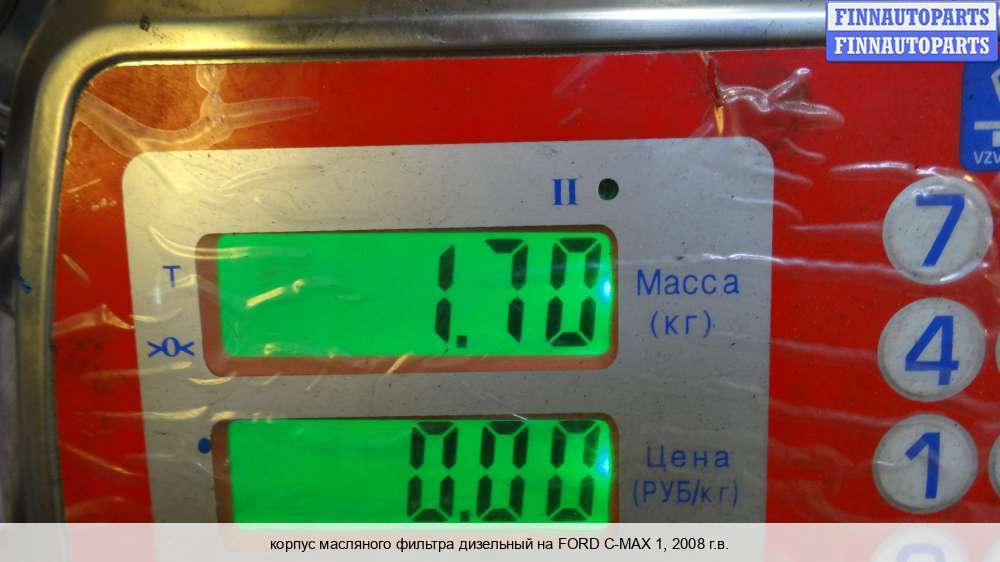 FINNAUTOPARTS
FINNAUTOPARTS
II
7
T
1.70
Масса
(кг)
>0<
4
0.00
Цена
(РУБ/кг)
1
корпус масляного фильтра дизельный на FORD C-MAX 1, 2008 г.в.